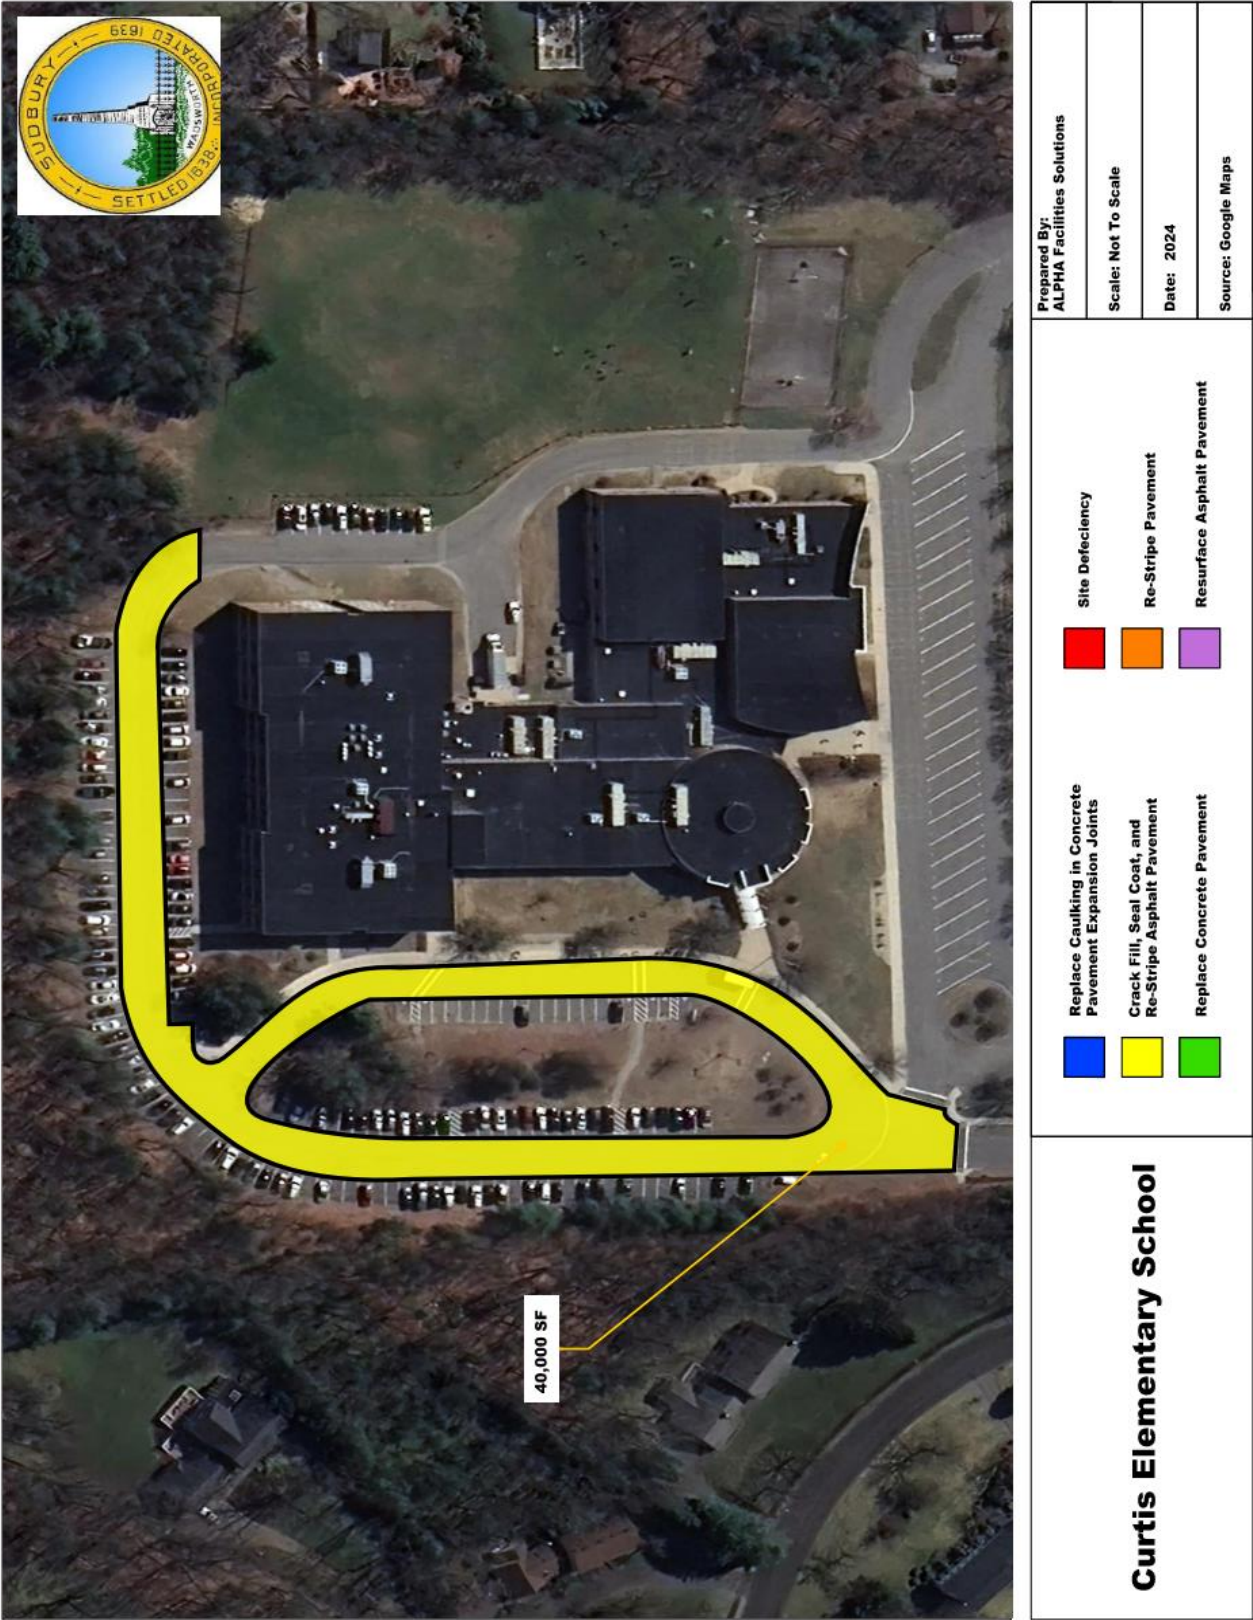 SUDBURY
INCORPORATED 1639
SETTLED 1638
WADSWORTH
40,000 SF
Curtis Elementary School
Replace Caulking in Concrete
Pavement Expansion Joints
Crack Fill, Seal Coat, and
Re-Stripe Asphalt Pavement
Replace Concrete Pavement
Site Defeciency
Re-Stripe Pavement
Resurface Asphalt Pavement
Prepared By:
ALPHA Facilities Solutions
Scale: Not To Scale
Date: 2024
Source: Google Maps